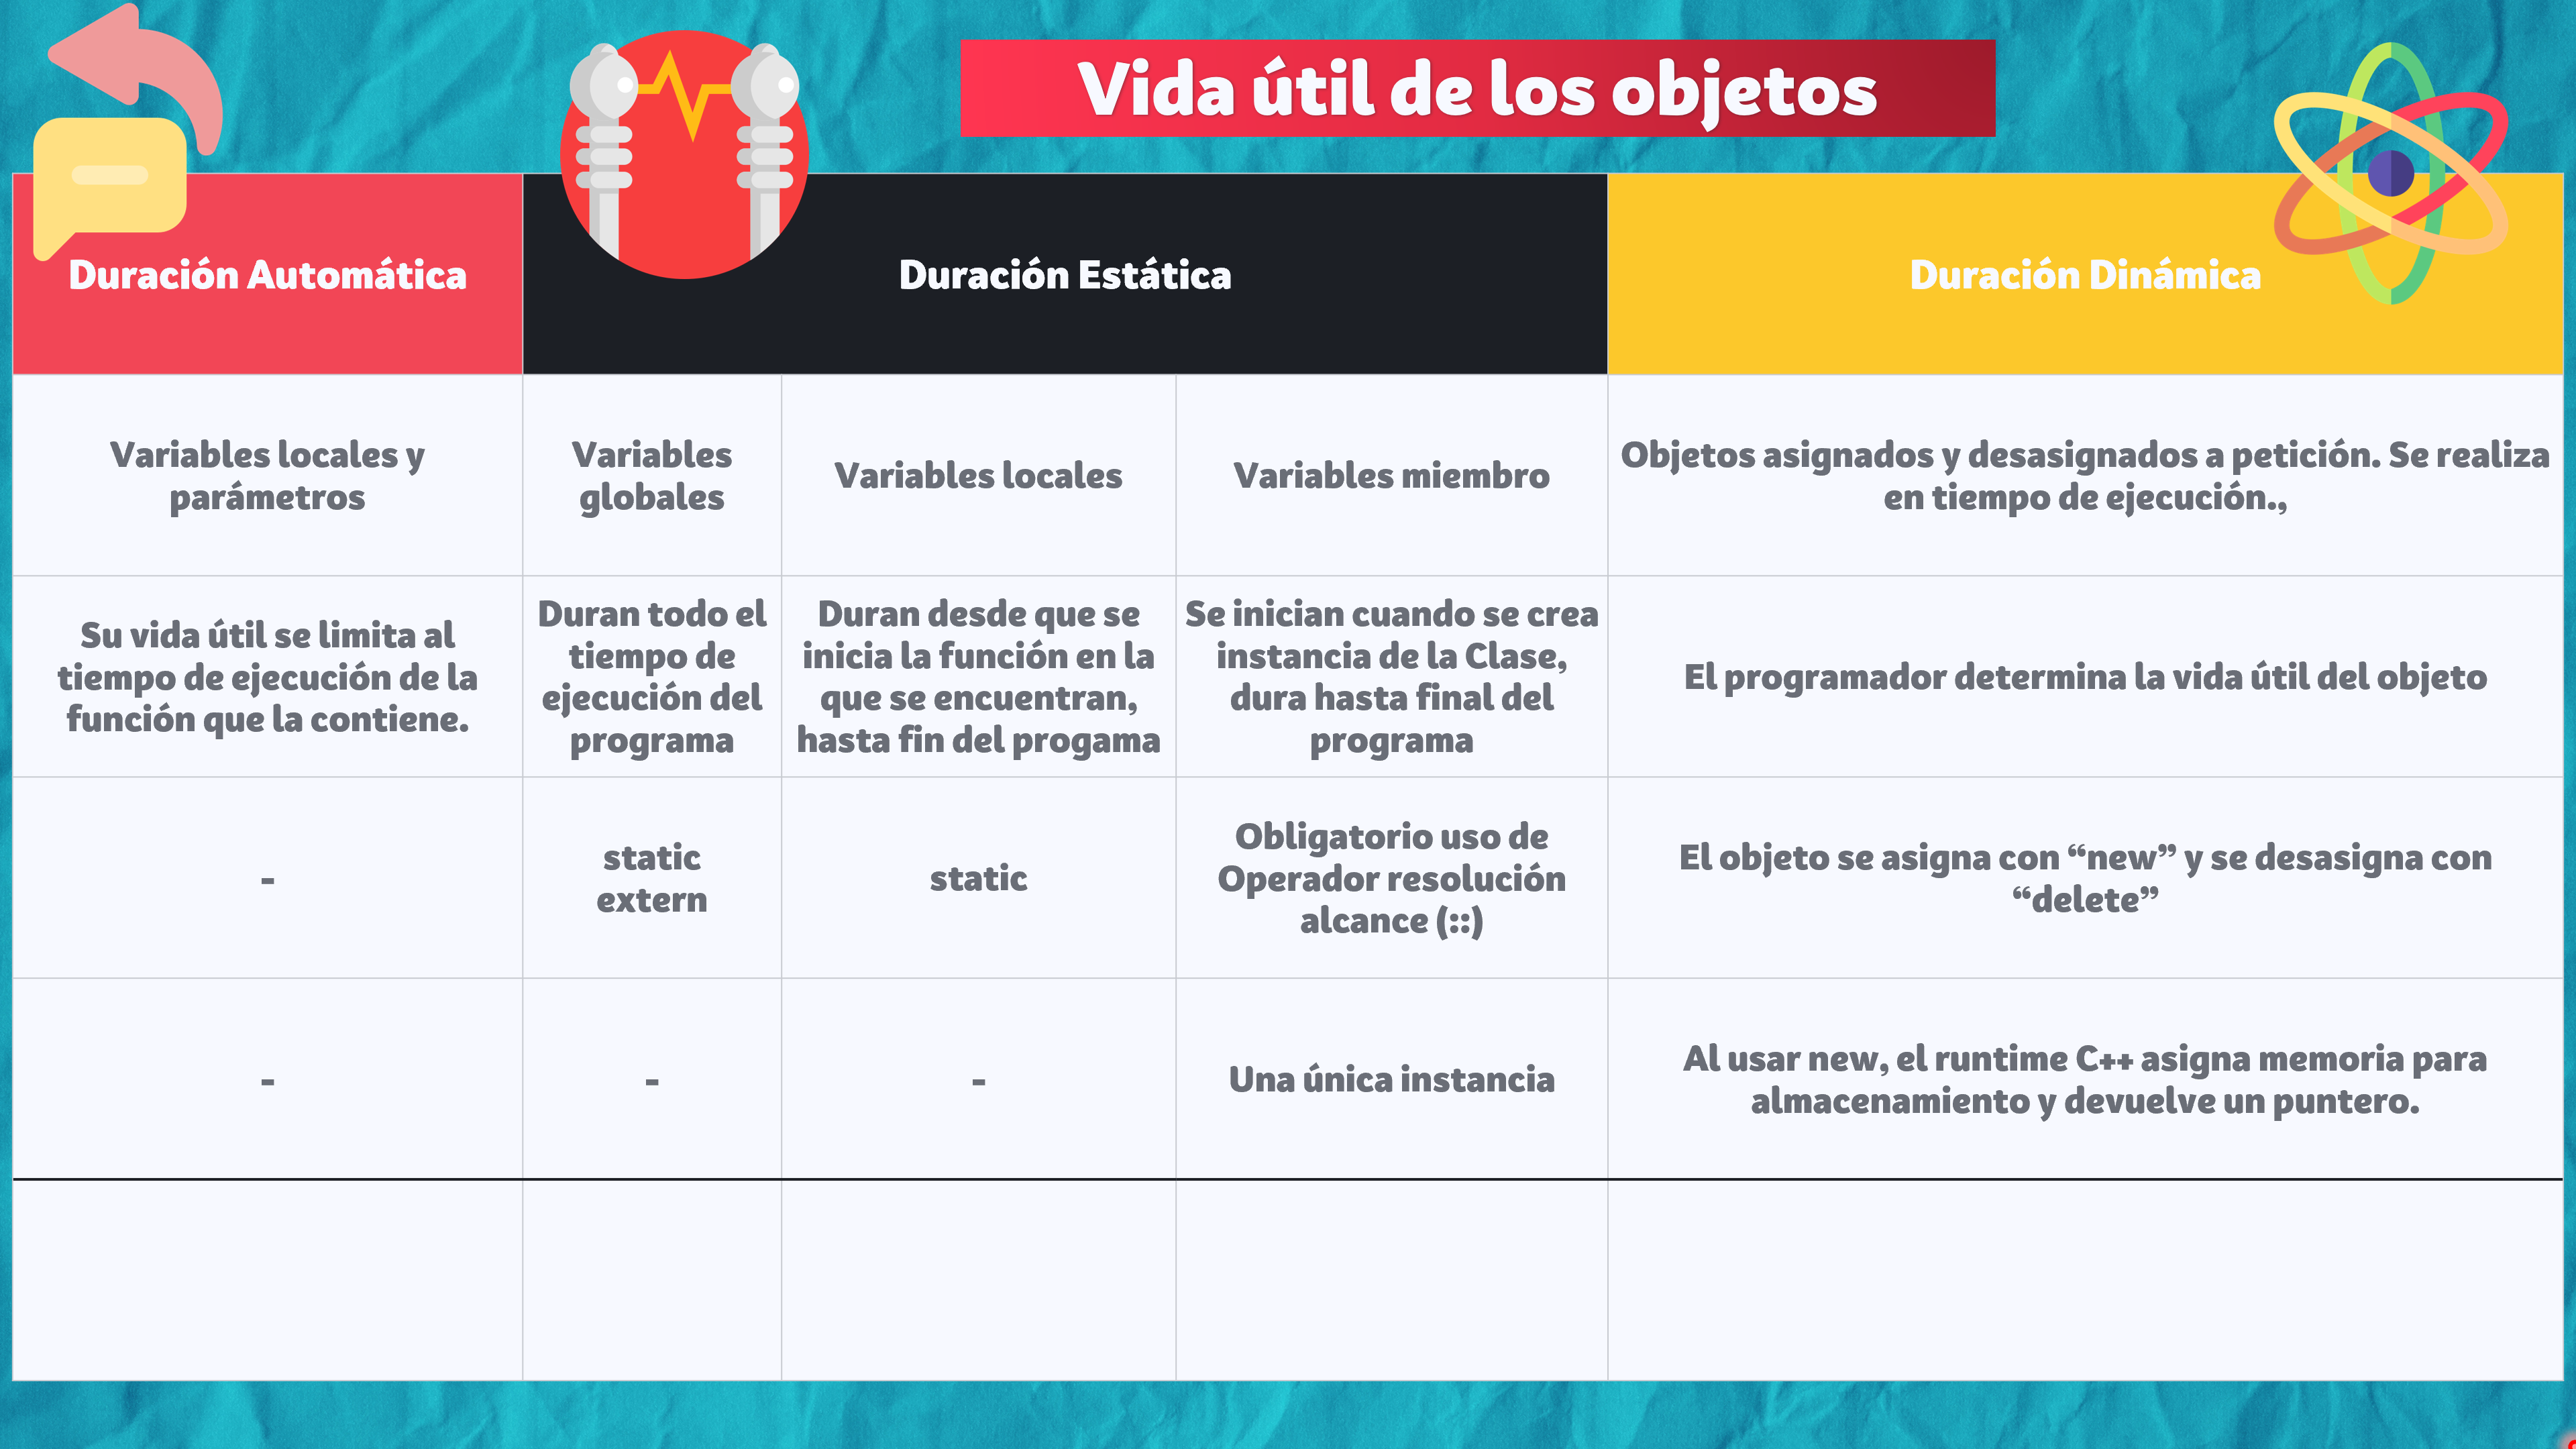 Vida útil de los objetos
Duración Automática
Duración Estática
Duración Dinámica
Variables locales y
parámetros
Variables
globales
Variables locales
Variables miembro
Objetos asignados y desasignados a petición. Se realiza
en tiempo de ejecución.,
Su vida útil se limita al
tiempo de ejecución de la
función que la contiene.
Duran todo el
tiempo de
ejecución del
programa
Duran desde que se
inicia la función en la
que se encuentran,
hasta fin del progama
Se inician cuando se crea
instancia de la Clase,
dura hasta final del
programa
El programador determina la vida útil del objeto
-
static
extern
static
Obligatorio uso de
Operador resolución
alcance (::)
El objeto se asigna con “new” y se desasigna con
“delete”
-
-
-
Una única instancia
Al usar new, el runtime C++ asigna memoria para
almacenamiento y devuelve un puntero.